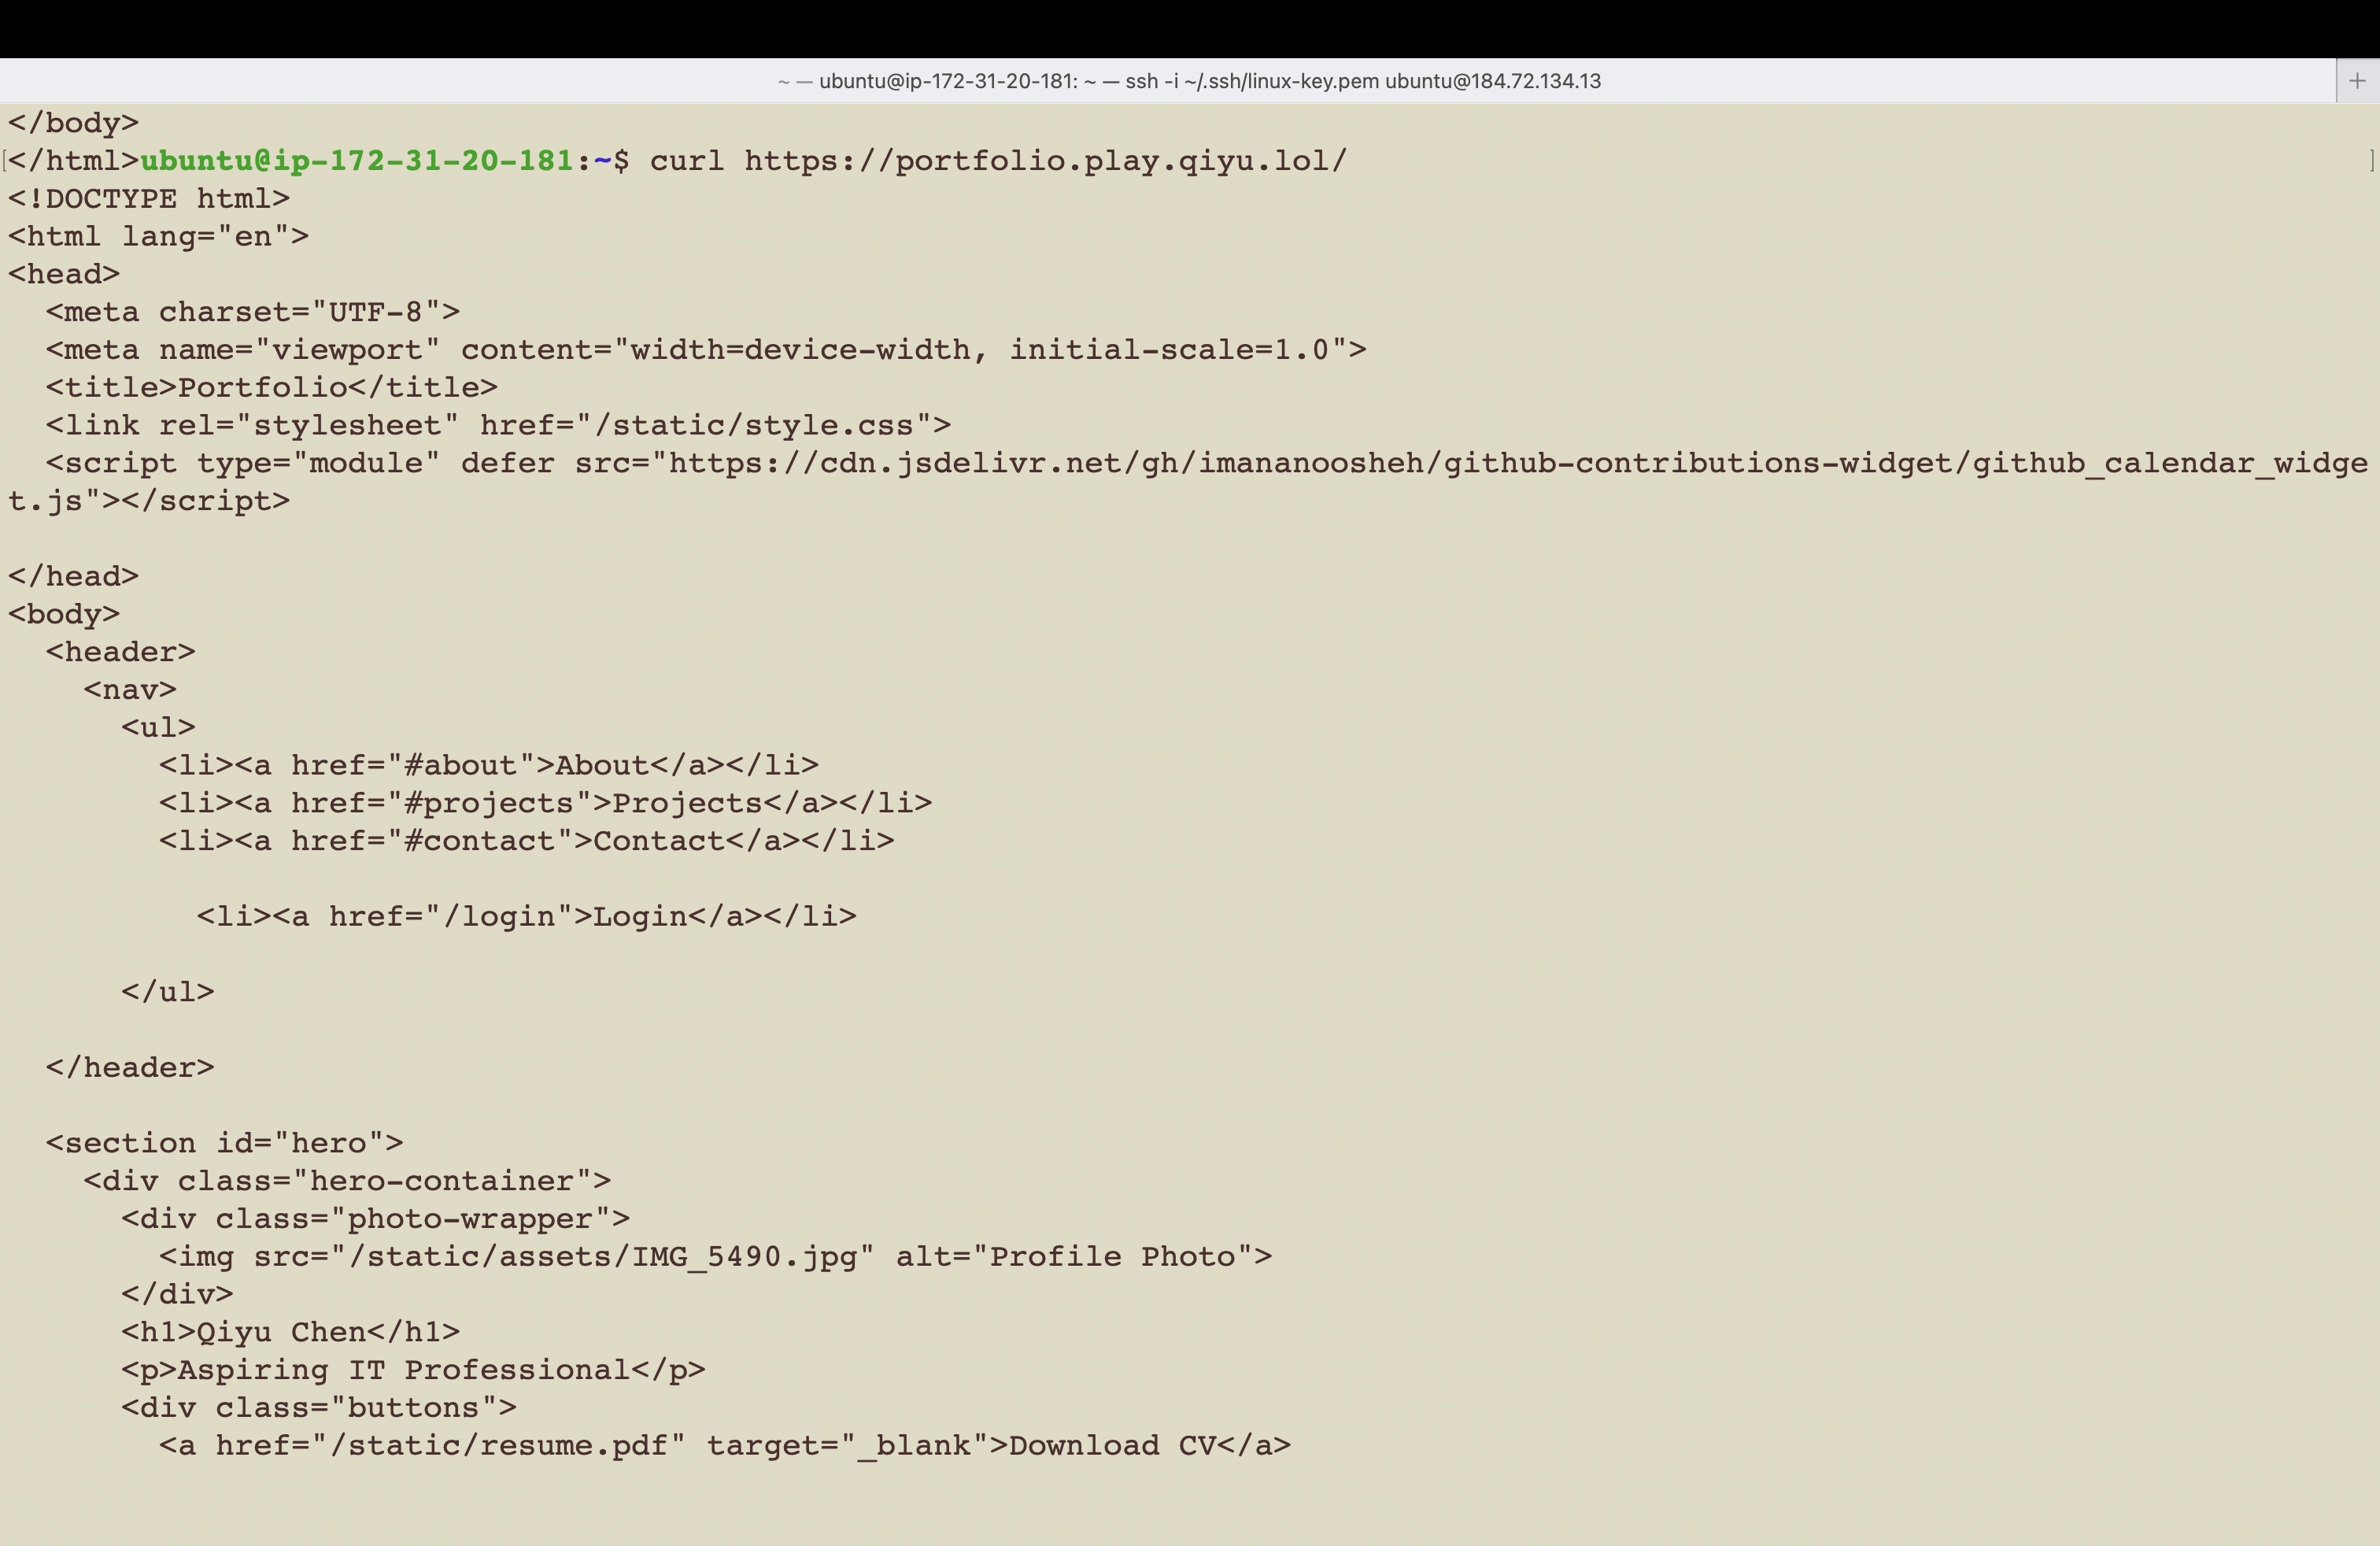 ~ — ubuntu@ip-172-31-20-181: ~ — ssh -i ~/.ssh/linux-key.pem ubuntu@184.72.134.13
</body>
</html>ubuntu@ip-172-31-20-181:~$ curl https://portfolio.play.qiyu.lol/
<!DOCTYPE html>
<html lang="en">
<head>
  <meta charset="UTF-8">
  <meta name="viewport" content="width=device-width, initial-scale=1.0">
  <title>Portfolio</title>
  <link rel="stylesheet" href="/static/style.css">
  <script type="module" defer src="https://cdn.jsdelivr.net/gh/imananoosheh/github-contributions-widget/github_calendar_widge
t.js"></script>
</head>
<body>
  <header>
    <nav>
      <ul>
        <li><a href="#about">About</a></li>
        <li><a href="#projects">Projects</a></li>
        <li><a href="#contact">Contact</a></li>
          <li><a href="/login">Login</a></li>
      </ul>
  </header>
  <section id="hero">
    <div class="hero-container">
      <div class="photo-wrapper">
        <img src="/static/assets/IMG_5490.jpg" alt="Profile Photo">
      </div>
      <h1>Qiyu Chen</h1>
      <p>Aspiring IT Professional</p>
      <div class="buttons">
        <a href="/static/resume.pdf" target="_blank">Download CV</a>